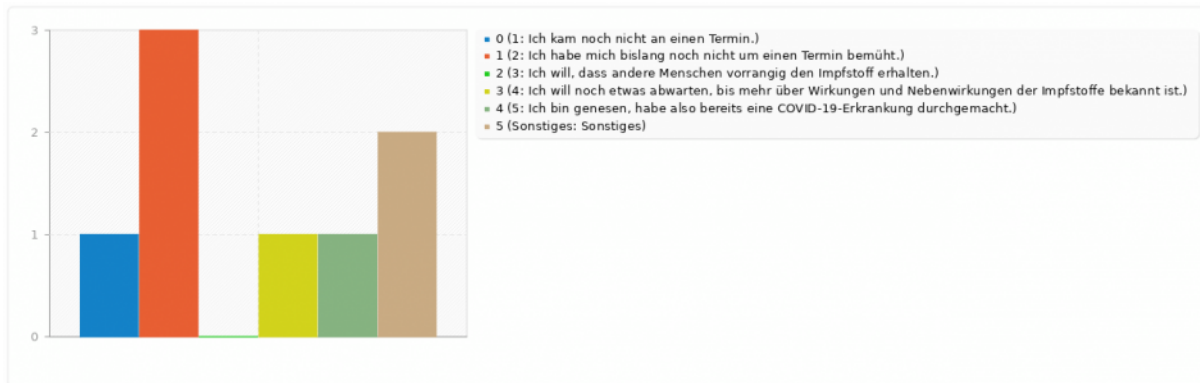 3
2
1
0
0 (1: Ich kam noch nicht an einen Termin.)
1 (2: Ich habe mich bislang noch nicht um einen Termin bemüht.)
2 (3: Ich will, dass andere Menschen vorrangig den Impfstoff erhalten.)
3 (4: Ich will noch etwas abwarten, bis mehr über Wirkungen und Nebenwirkungen der Impfstoffe bekannt ist.)
4 (5: Ich bin genesen, habe also bereits eine COVID-19-Erkrankung durchgemacht.)
5 (Sonstiges: Sonstiges)